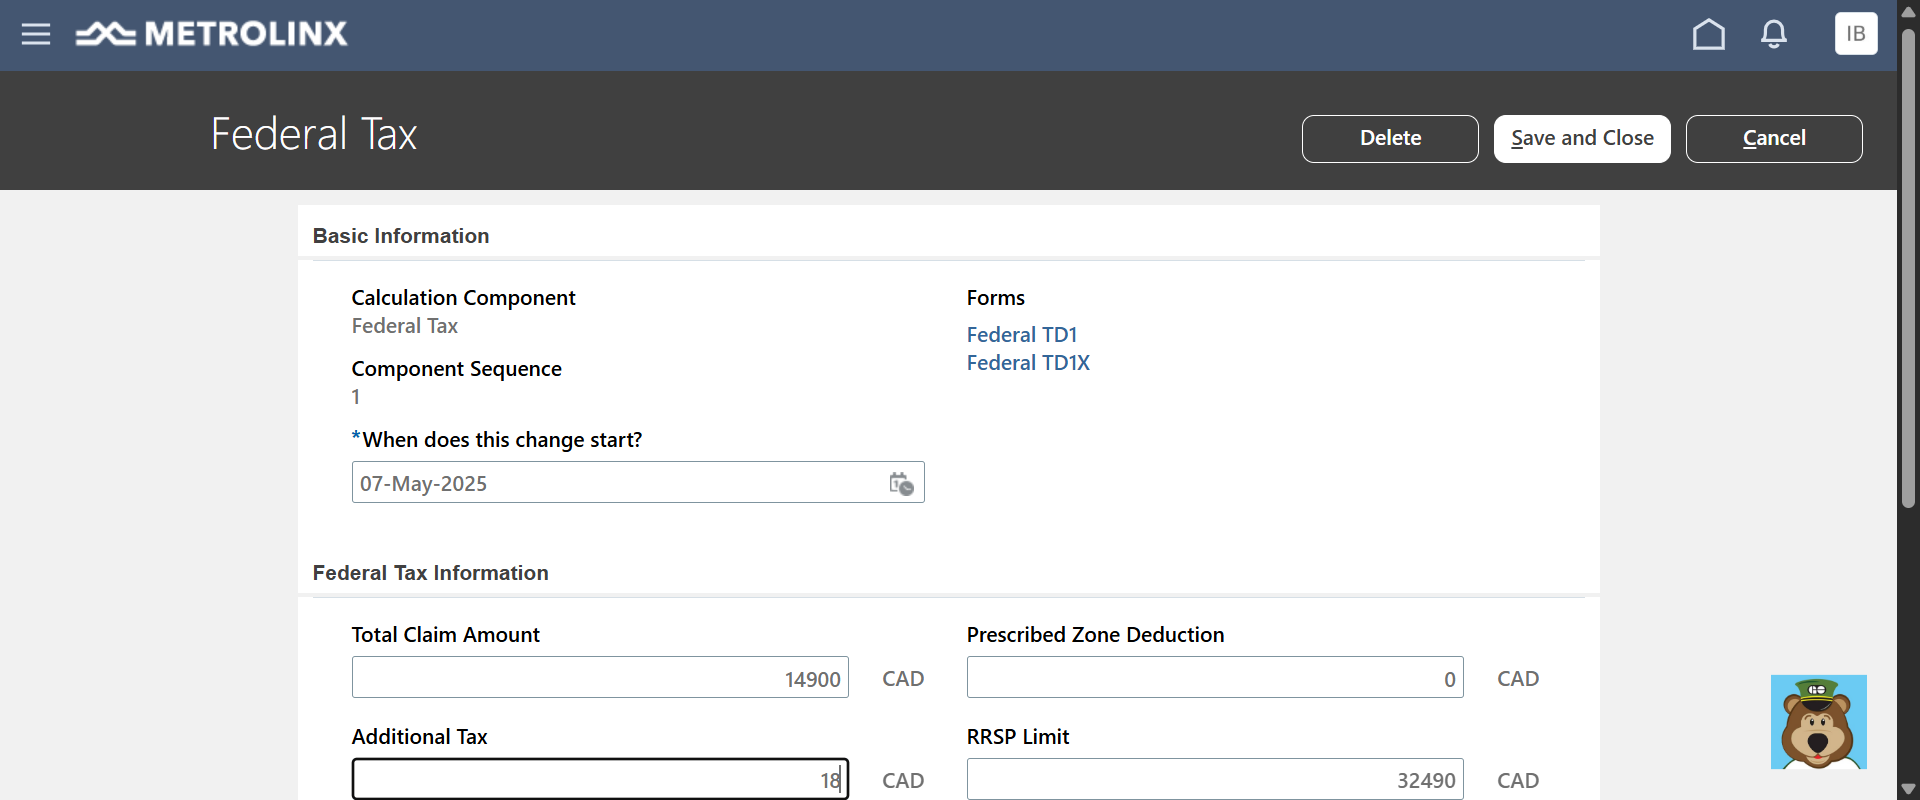 METROLINX
IB
Federal Tax
Delete
Save and Close
Cancel
Basic Information
Calculation Component
Federal Tax
Component Sequence
1
*When does this change start?
07-May-2025
Forms
Federal TD1
Federal TD1X
Federal Tax Information
Total Claim Amount
14900 CAD
Prescribed Zone Deduction
0 CAD
Additional Tax
18 CAD
RRSP Limit
32490 CAD
GO